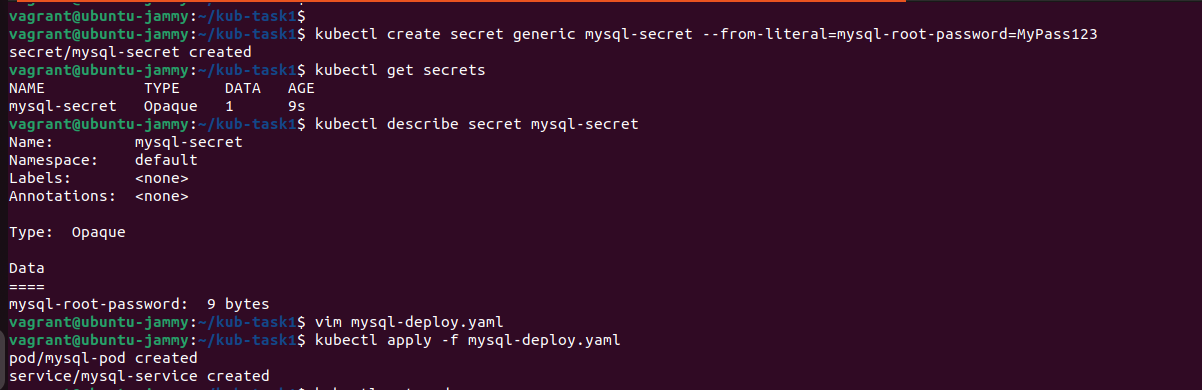 vagrant@ubuntu-jammy:~/kub-task1$
vagrant@ubuntu-jammy:~/kub-task1$ kubectl create secret generic mysql-secret --from-literal=mysql-root-password=MyPass123
secret/mysql-secret created
vagrant@ubuntu-jammy:~/kub-task1$ kubectl get secrets
NAME           TYPE     DATA   AGE
mysql-secret   Opaque   1      9s
vagrant@ubuntu-jammy:~/kub-task1$ kubectl describe secret mysql-secret
Name:         mysql-secret
Namespace:    default
Labels:       <none>
Annotations:  <none>
Type:  Opaque
Data
====
mysql-root-password:  9 bytes
vagrant@ubuntu-jammy:~/kub-task1$ vim mysql-deploy.yaml
vagrant@ubuntu-jammy:~/kub-task1$ kubectl apply -f mysql-deploy.yaml
pod/mysql-pod created
service/mysql-service created